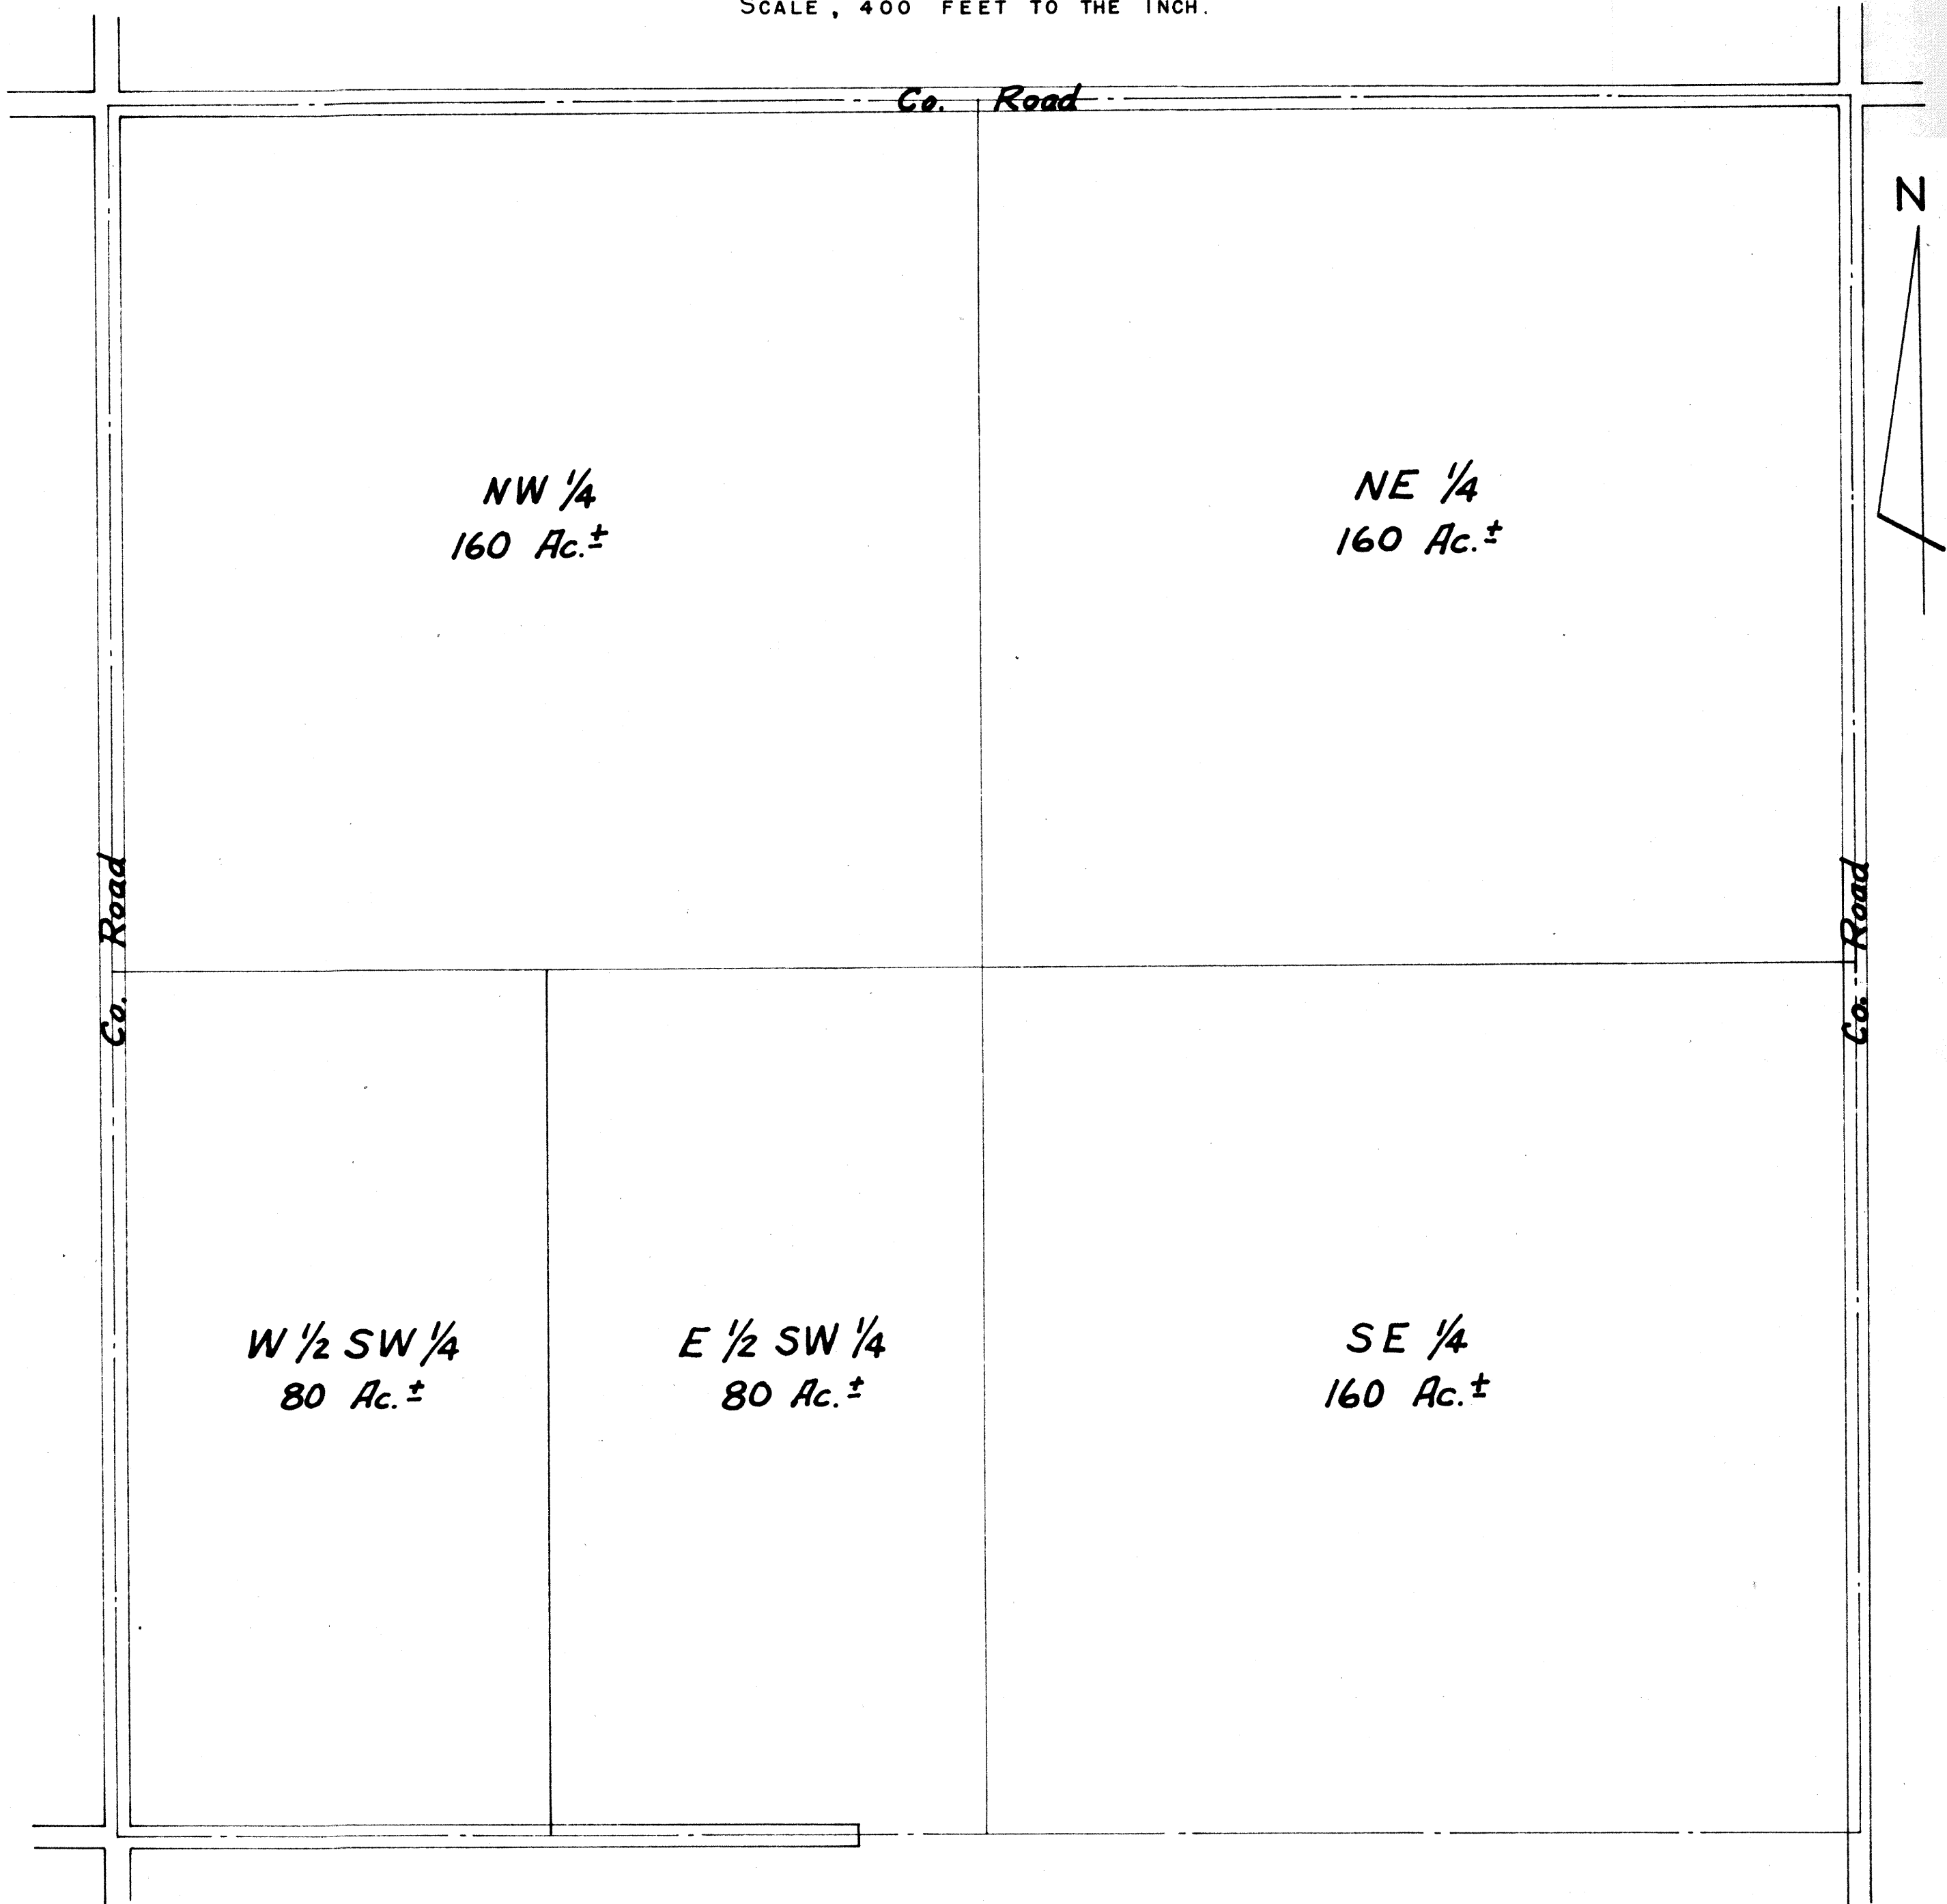 SCALE, 400 FEET TO THE INCH.
Co. Road
N
NW 1/4
160 Ac.±
NE 1/4
160 Ac.±
Co. Road
Co. Road
W 1/2 SW 1/4
80 Ac.±
E 1/2 SW 1/4
80 Ac.±
SE 1/4
160 Ac.±